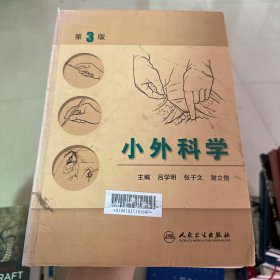 第3版
小外科学
主编 吕学明 张子文 谢立信
人民卫生出版社